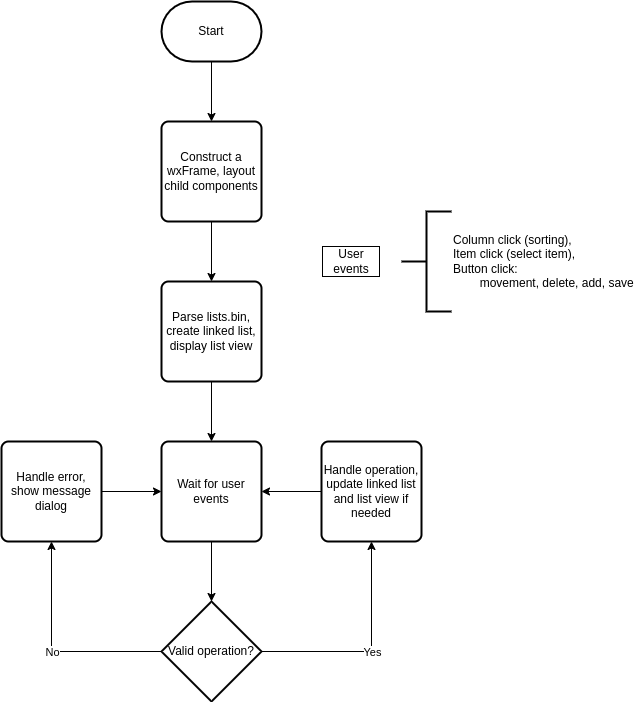 Start
Construct a
wxFrame, layout
child components
User
events
Column click (sorting),
Item click (select item),
Button click:
movement, delete, add, save
Parse lists.bin,
create linked list,
display list view
Handle error,
show message
dialog
Wait for user
events
Handle operation,
update linked list
and list view if
needed
No
Valid operation?
Yes